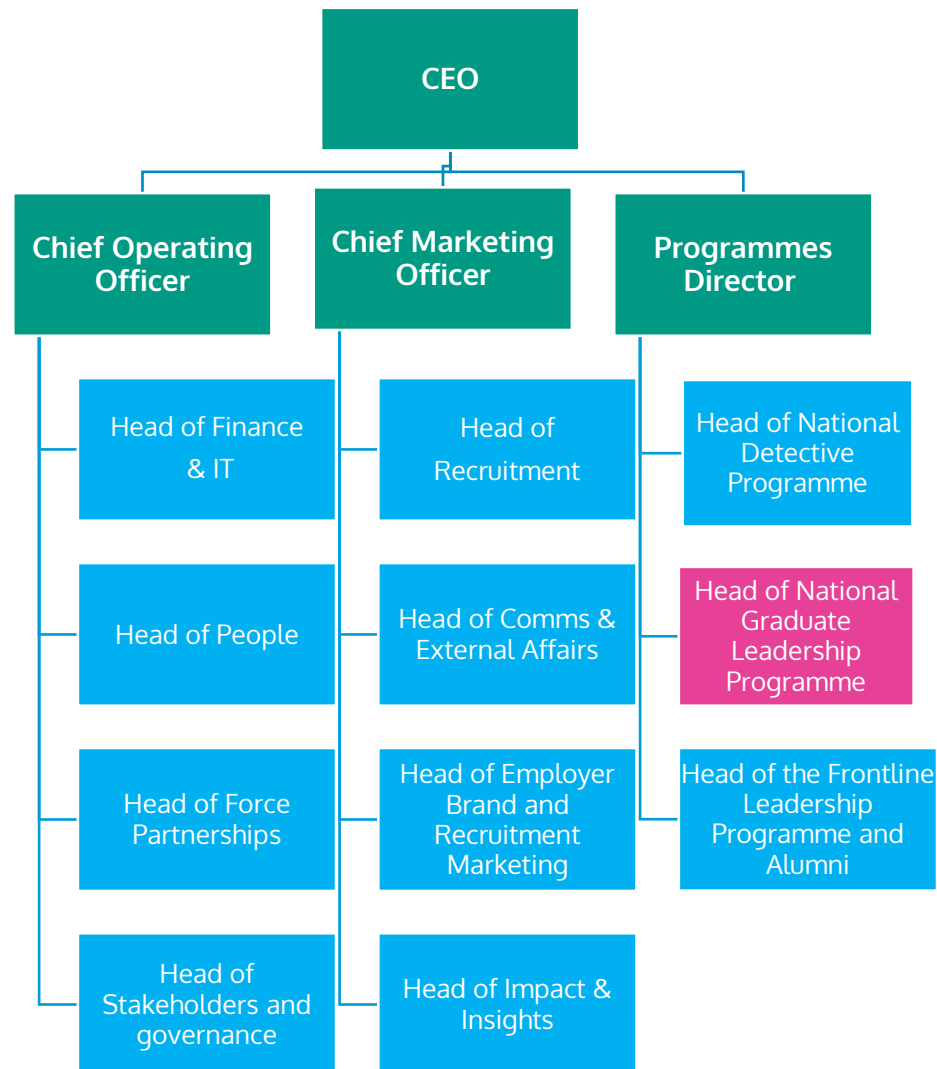 CEO
Chief Operating
Officer
Chief Marketing
Officer
Programmes
Director
Head of Finance
& IT
Head of People
Head of Force
Partnerships
Head of
Stakeholders and
governance
Head of
Recruitment
Head of Comms &
External Affairs
Head of Employer
Brand and
Recruitment
Marketing
Head of Impact &
Insights
Head of National
Detective
Programme
Head of National
Graduate
Leadership
Programme
Head of the Frontline
Leadership
Programme and
Alumni